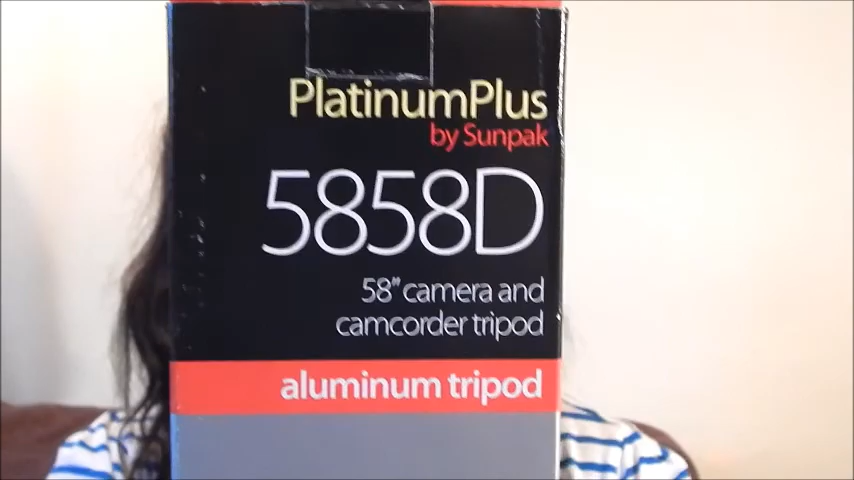 PlatinumPlus
by Sunpak
5858D
58" camera and
camcorder tripod
aluminum tripod